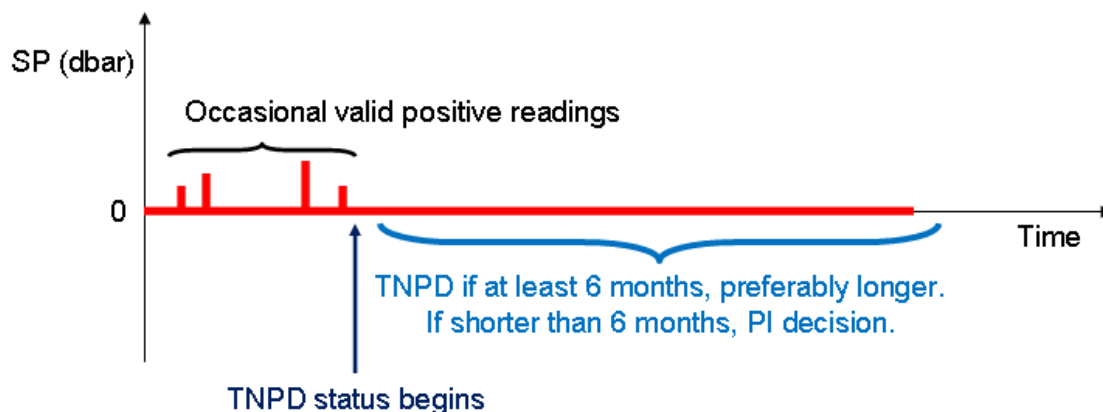 SP (dbar)
Occasional valid positive readings
0
Time
TNPD if at least 6 months, preferably longer.
If shorter than 6 months, PI decision.
TNPD status begins